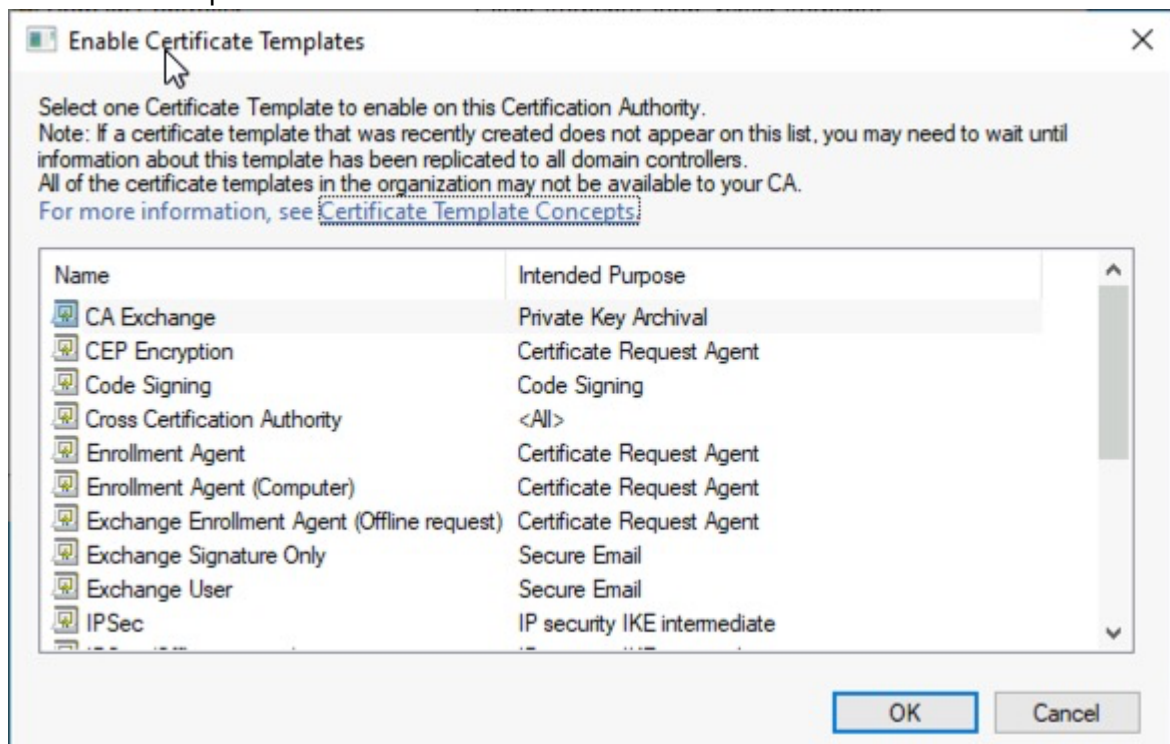 Enable Certificate Templates
Select one Certificate Template to enable on this Certification Authority.
Note: If a certificate template that was recently created does not appear on this list, you may need to wait until
information about this template has been replicated to all domain controllers.
All of the certificate templates in the organization may not be available to your CA.
For more information, see Certificate Template Concepts.
Name Intended Purpose
CA Exchange Private Key Archival
CEP Encryption Certificate Request Agent
Code Signing Code Signing
Cross Certification Authority <All>
Enrollment Agent Certificate Request Agent
Enrollment Agent (Computer) Certificate Request Agent
Exchange Enrollment Agent (Offline request) Certificate Request Agent
Exchange Signature Only Secure Email
Exchange User Secure Email
IPSec IP security IKE intermediate
OK Cancel